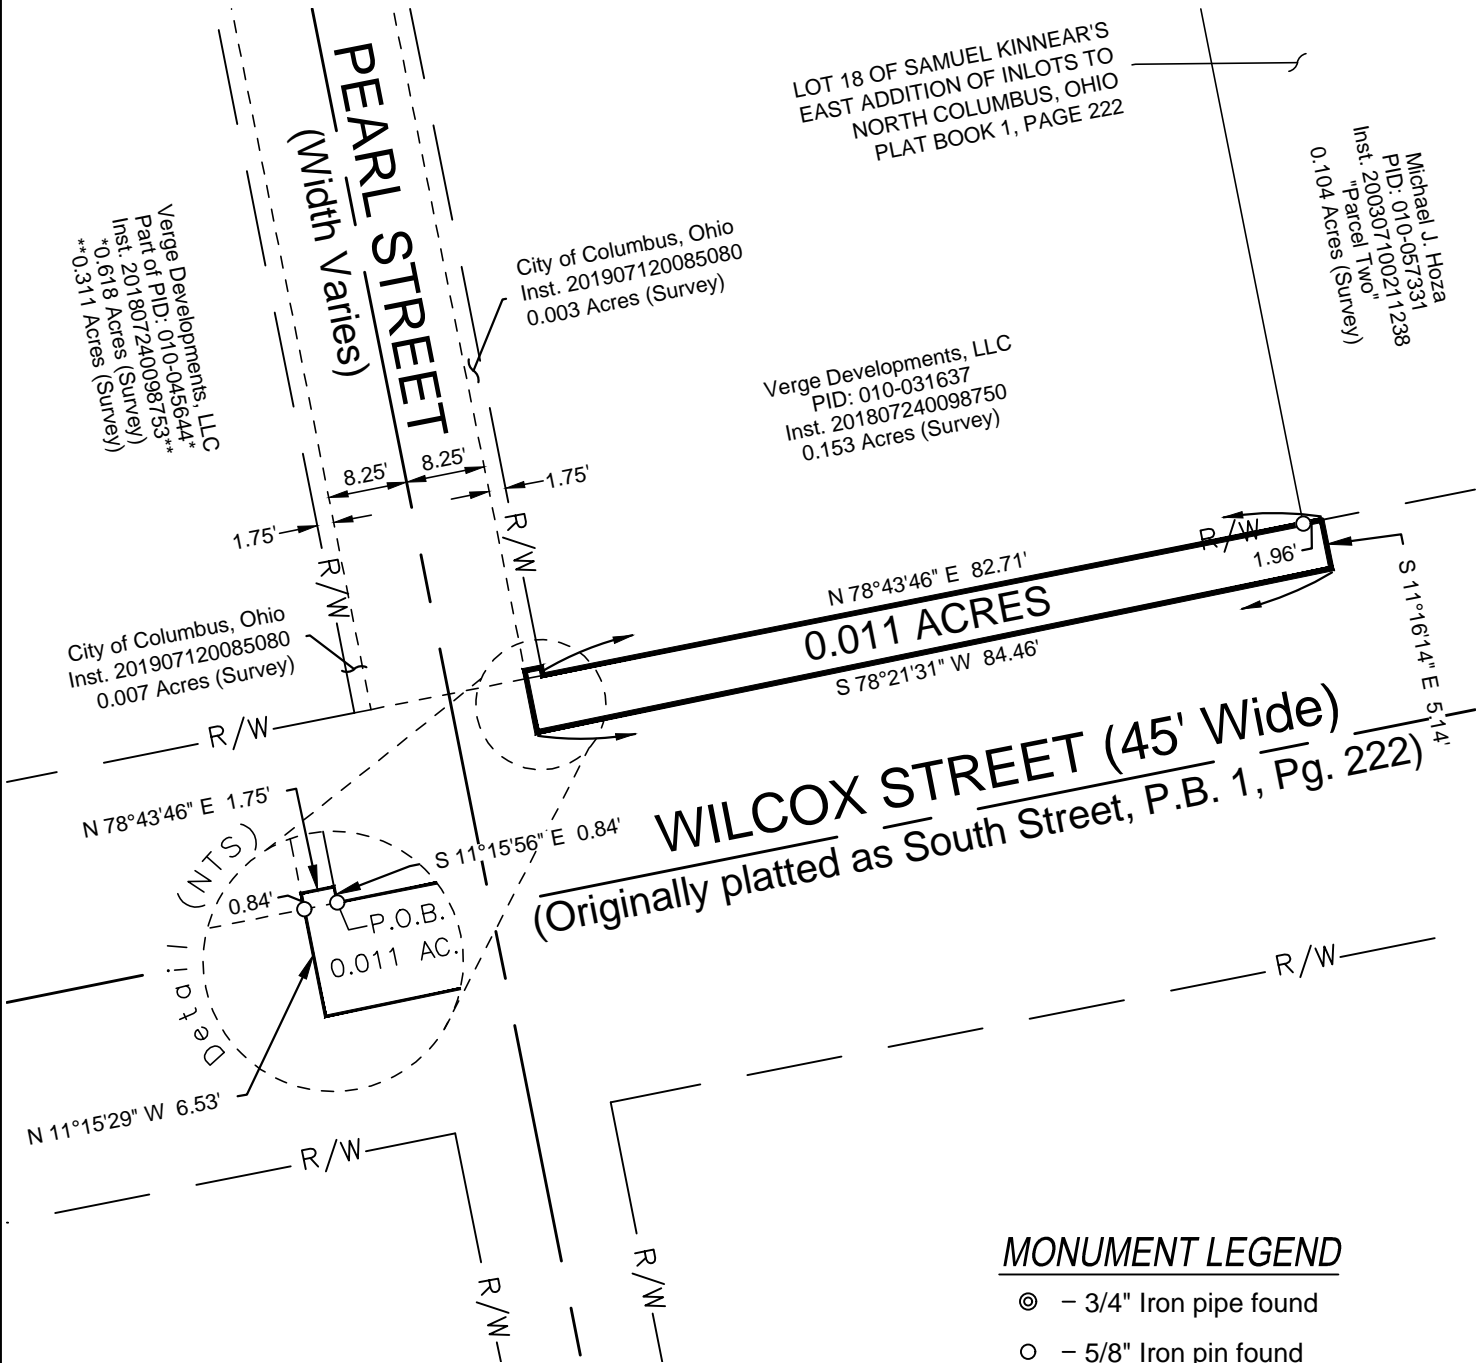 PEARL STREET
(Width Varies)
LOT 18 OF SAMUEL KINNEAR'S
EAST ADDITION OF INLOTS TO
NORTH COLUMBUS, OHIO
PLAT BOOK 1, PAGE 222
Michael J. Hoza
PID: 010-057331
Inst. 200307100211238
"Parcel Two"
0.104 Acres (Survey)
Verge Developments, LLC
Part of PID: 010-045644*
Inst. 201807240098753**
*0.618 Acres (Survey)
**0.311 Acres (Survey)
City of Columbus, Ohio
Inst. 201907120085080
0.003 Acres (Survey)
Verge Developments, LLC
PID: 010-031637
Inst. 201807240098750
0.153 Acres (Survey)
8.25'
8.25'
1.75'
1.75'
R/W
R/W
R/W
1.96'
N 78°43'46" E 82.71'
0.011 ACRES
S 78°21'31" W 84.46'
S 11°16'14" E 5.14'
City of Columbus, Ohio
Inst. 201907120085080
0.007 Acres (Survey)
R/W
WILCOX STREET (45' Wide)
(Originally platted as South Street, P.B. 1, Pg. 222)
N 78°43'46" E 1.75'
S 11°15'56" E 0.84'
Detail (NTS)
0.84'
P.O.B.
0.011 AC.
N 11°15'29" W 6.53'
R/W
R/W
R/W
R/W
MONUMENT LEGEND
– 3/4" Iron pipe found
– 5/8" Iron pin found